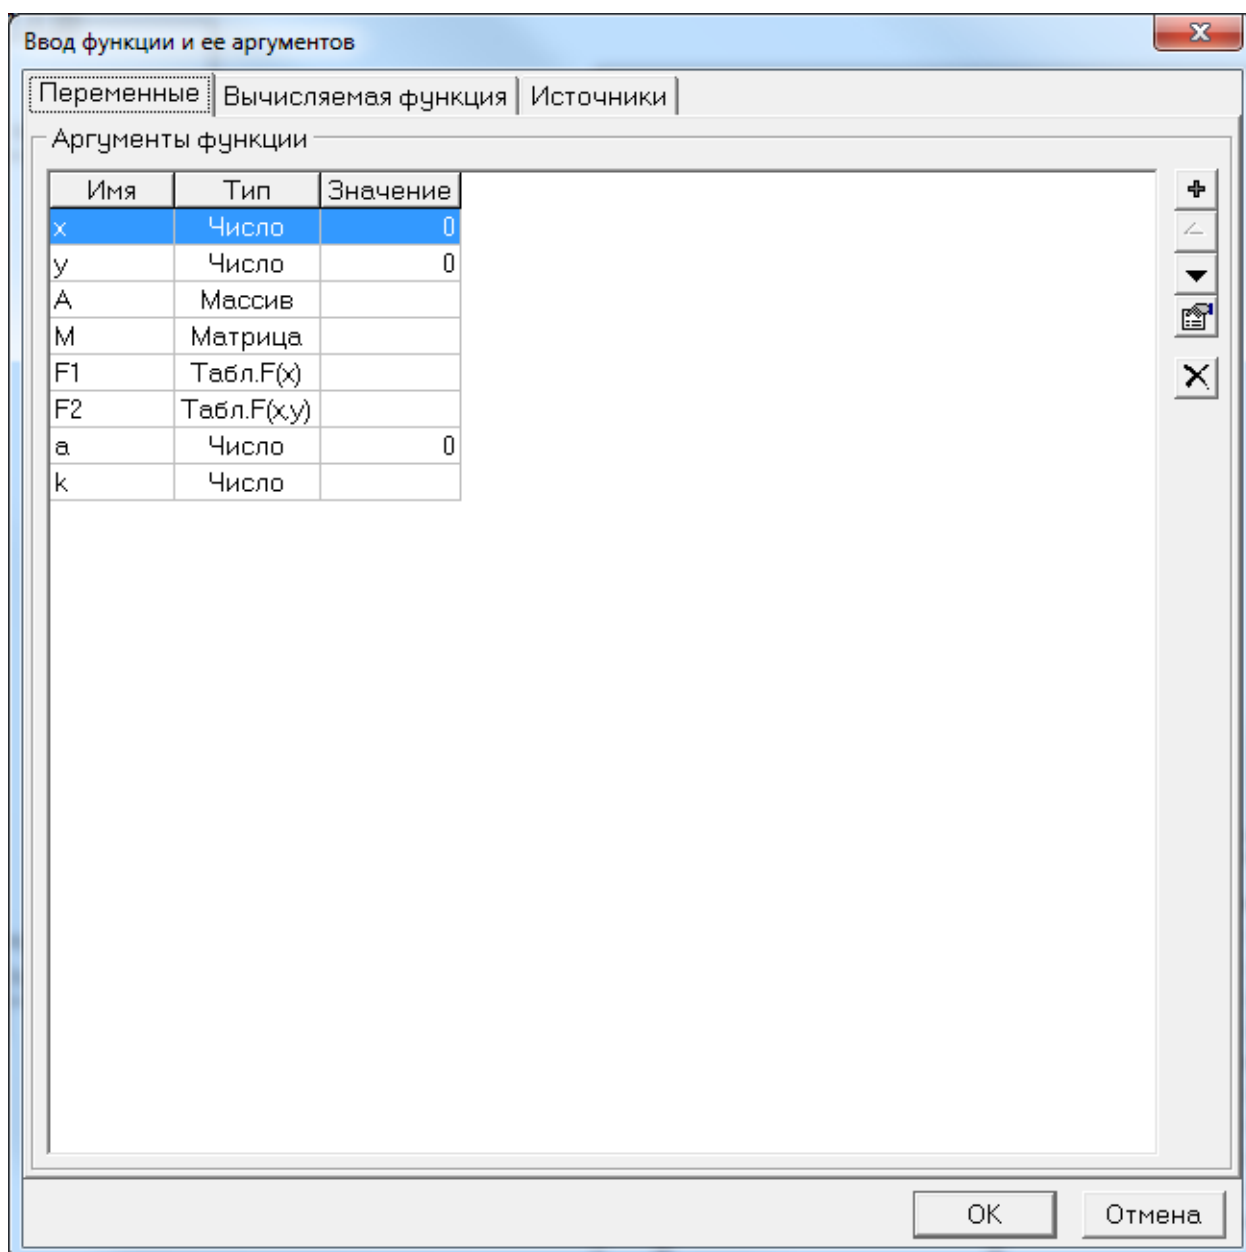 Ввод функции и ее аргументов
Переменные Вычисляемая функция Источники
Аргументы функции
Имя Тип Значение
x Число 0
y Число 0
A Массив
M Матрица
F1 Табл.F(x)
F2 Табл.F(x,y)
a Число 0
k Число
OK Отмена